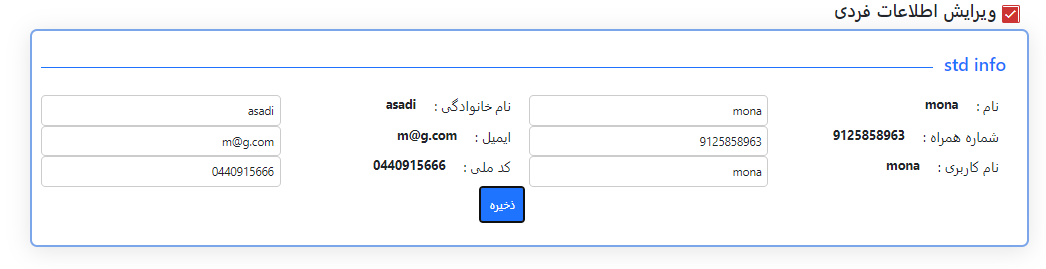 ویرایش اطلاعات فردی
std info
نام : mona mona نام خانوادگی : asadi asadi
شماره همراه : 9125858963 9125858963 ایمیل : m@g.com m@g.com
نام کاربری : mona mona کد ملی : 0440915666 0440915666
ذخیره